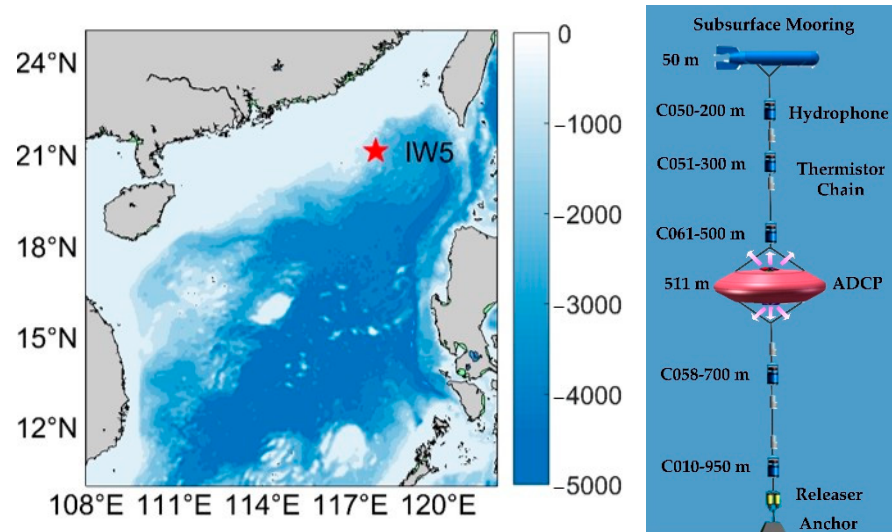 24°N
21°N
18°N
15°N
12°N
108°E 111°E 114°E 117°E 120°E
IW5
0
-1000
-2000
-3000
-4000
-5000
Subsurface Mooring
50 m
C050-200 m Hydrophone
C051-300 m Thermistor
Chain
C061-500 m
511 m ADCP
C058-700 m
C010-950 m
Releaser
Anchor